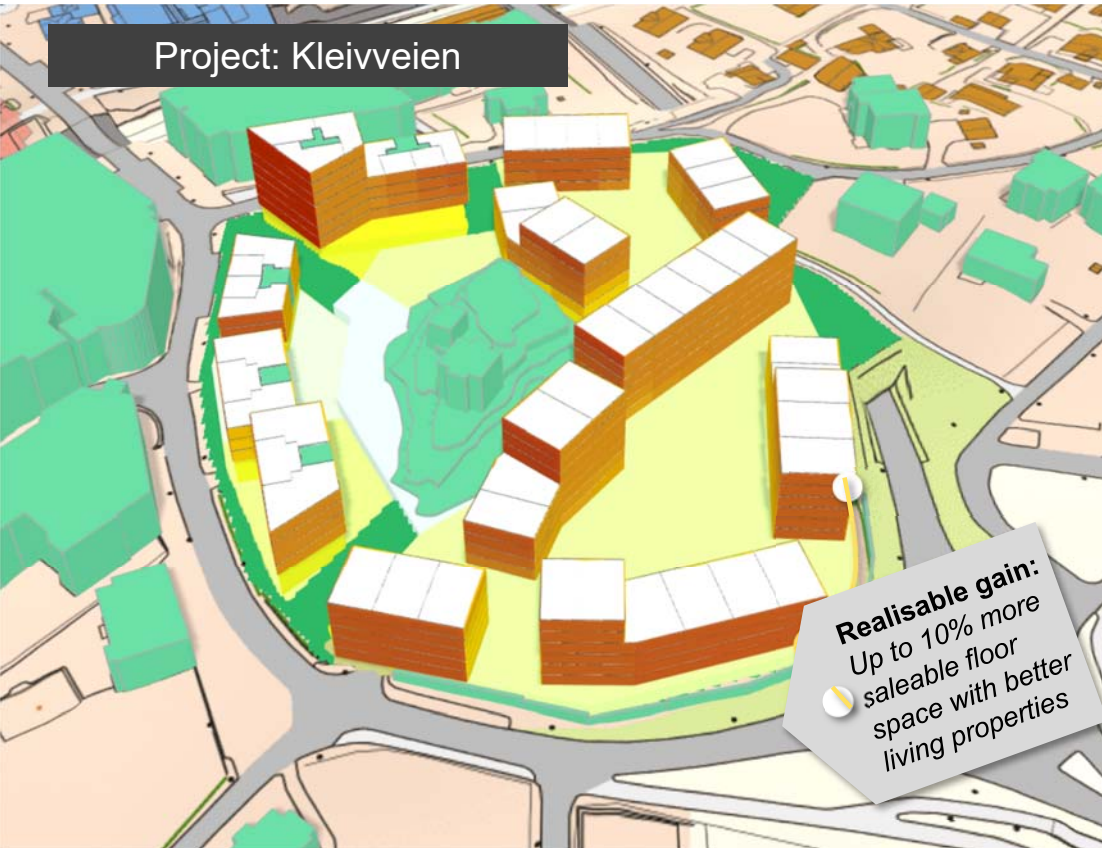 Project: Kleivveien
Realisable gain:
Up to 10% more
saleable floor
space with better
living properties